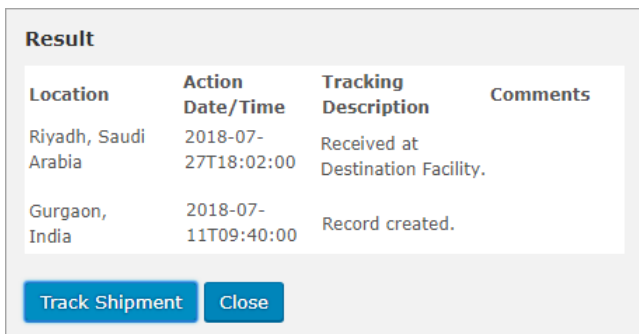 Result
Location Action Date/Time Tracking Description Comments
Riyadh, Saudi Arabia 2018-07-27T18:02:00 Received at Destination Facility.
Gurgaon, India 2018-07-11T09:40:00 Record created.
Track Shipment Close